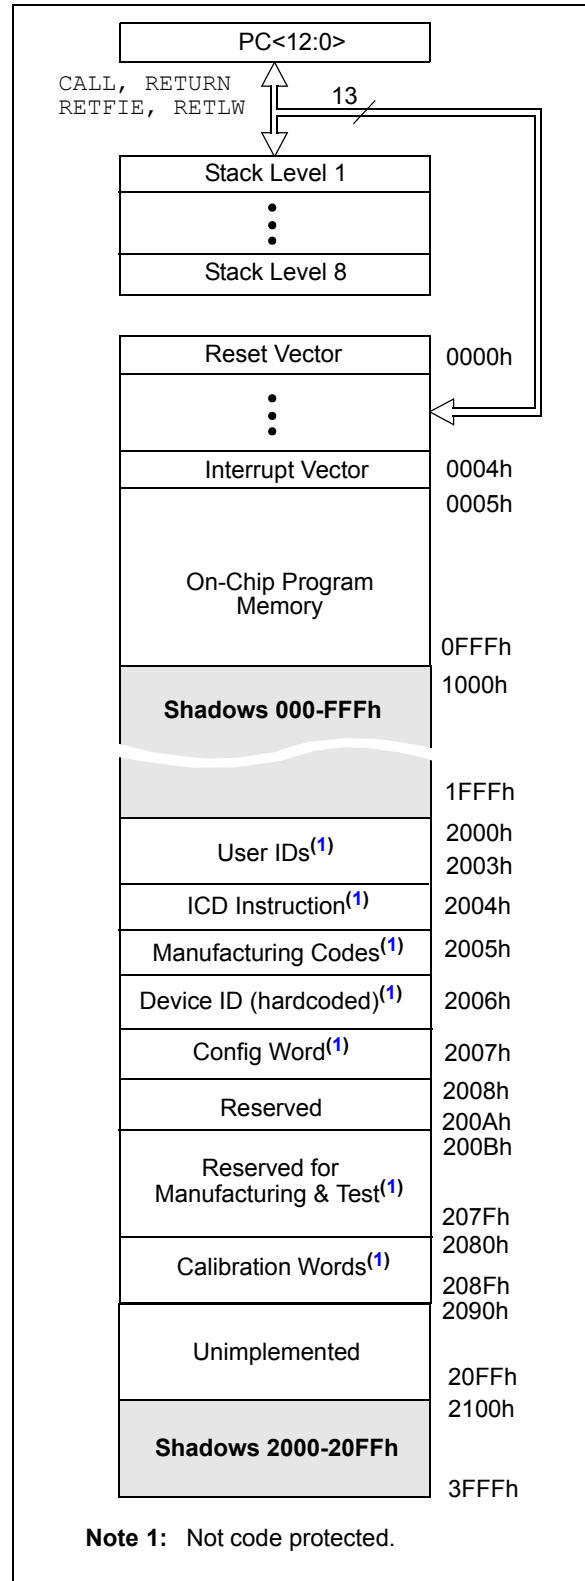 PC<12:0>
CALL, RETURN
RETFIE, RETLW
13
Stack Level 1
Stack Level 8
Reset Vector
0000h
Interrupt Vector
0004h
0005h
On-Chip Program
Memory
0FFFh
1000h
Shadows 000-FFFh
1FFFh
2000h
User IDs(1)
2003h
ICD Instruction(1)
2004h
Manufacturing Codes(1)
2005h
Device ID (hardcoded)(1)
2006h
Config Word(1)
2007h
2008h
Reserved
200Ah
200Bh
Reserved for
Manufacturing & Test(1)
207Fh
2080h
Calibration Words(1)
208Fh
2090h
Unimplemented
20FFh
2100h
Shadows 2000-20FFh
3FFFh
Note 1: Not code protected.